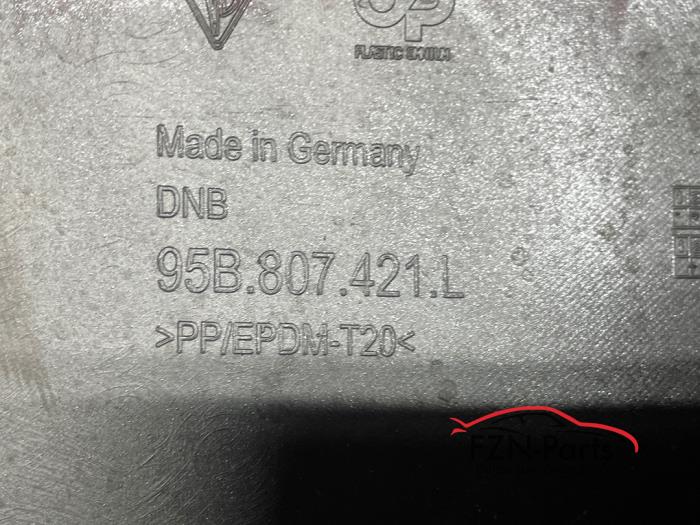 Made in Germany
DNB
95B.807.421.L
>PP/EPDM-T20<
FZN-Parts